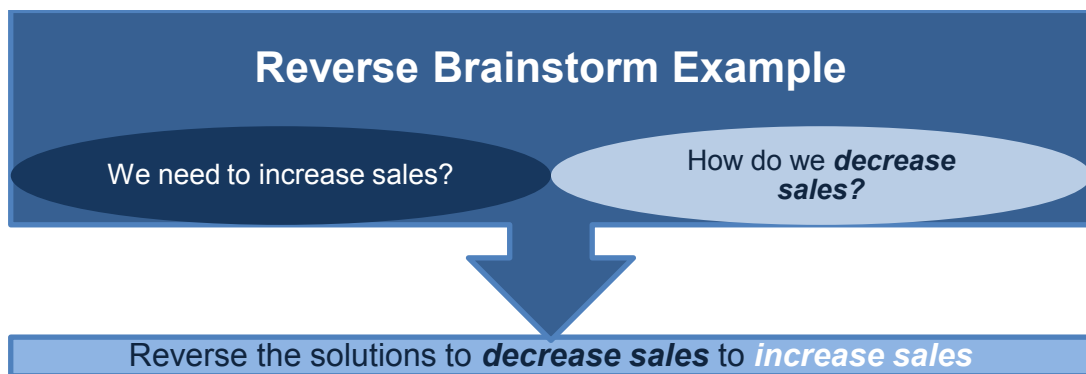 Reverse Brainstorm Example
We need to increase sales?
How do we decrease
sales?
Reverse the solutions to decrease sales to increase sales